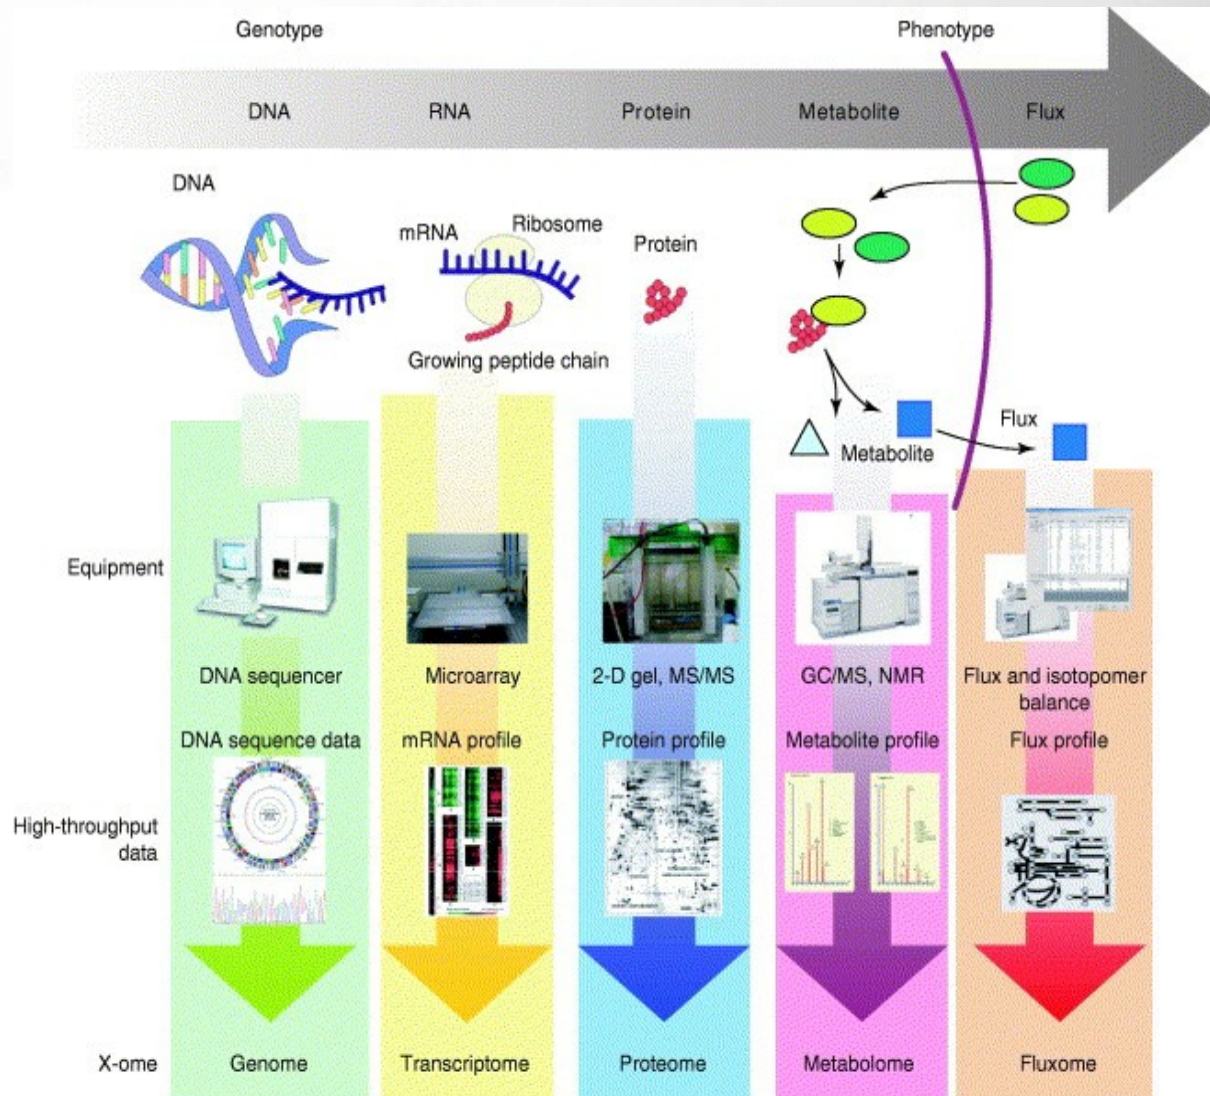 Genotype
Phenotype
DNA
RNA
Protein
Metabolite
Flux
DNA
mRNA
Ribosome
Growing peptide chain
Protein
Metabolite
Flux
Equipment
DNA sequencer
Microarray
2-D gel, MS/MS
GC/MS, NMR
Flux and isotopomer
balance
DNA sequence data
mRNA profile
Protein profile
Metabolite profile
Flux profile
High-throughput
data
X-ome
Genome
Transcriptome
Proteome
Metabolome
Fluxome